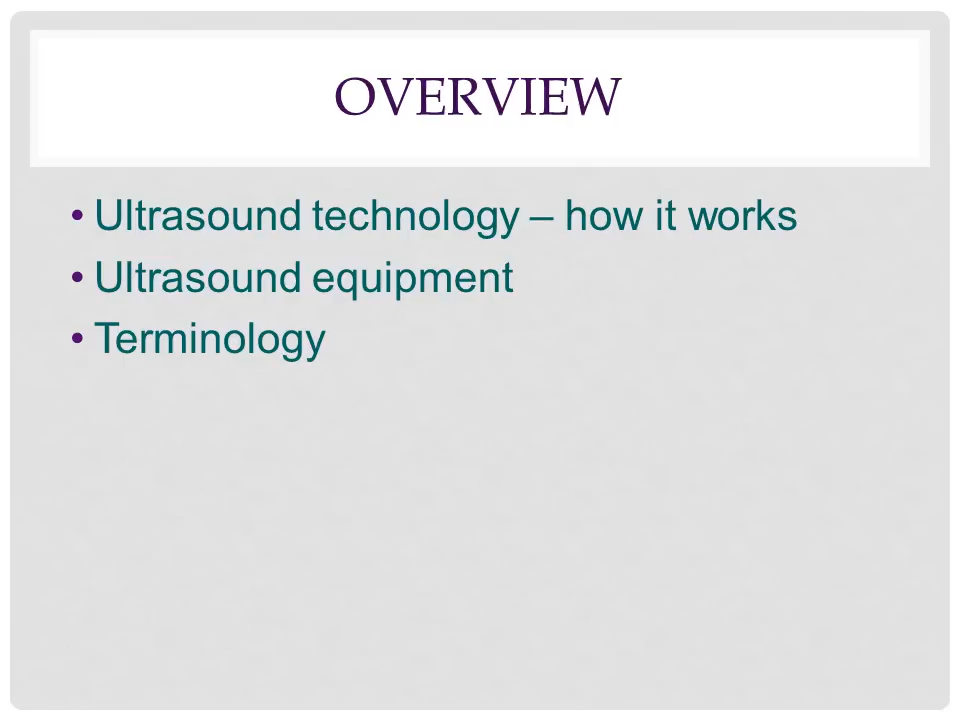 OVERVIEW
• Ultrasound technology – how it works
• Ultrasound equipment
• Terminology